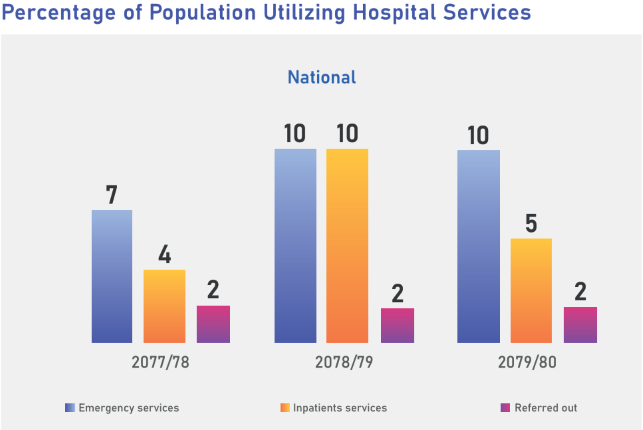 Percentage of Population Utilizing Hospital Services
National
7
4
2
10
10
2
10
5
2
2077/78
2078/79
2079/80
Emergency services
Inpatients services
Referred out